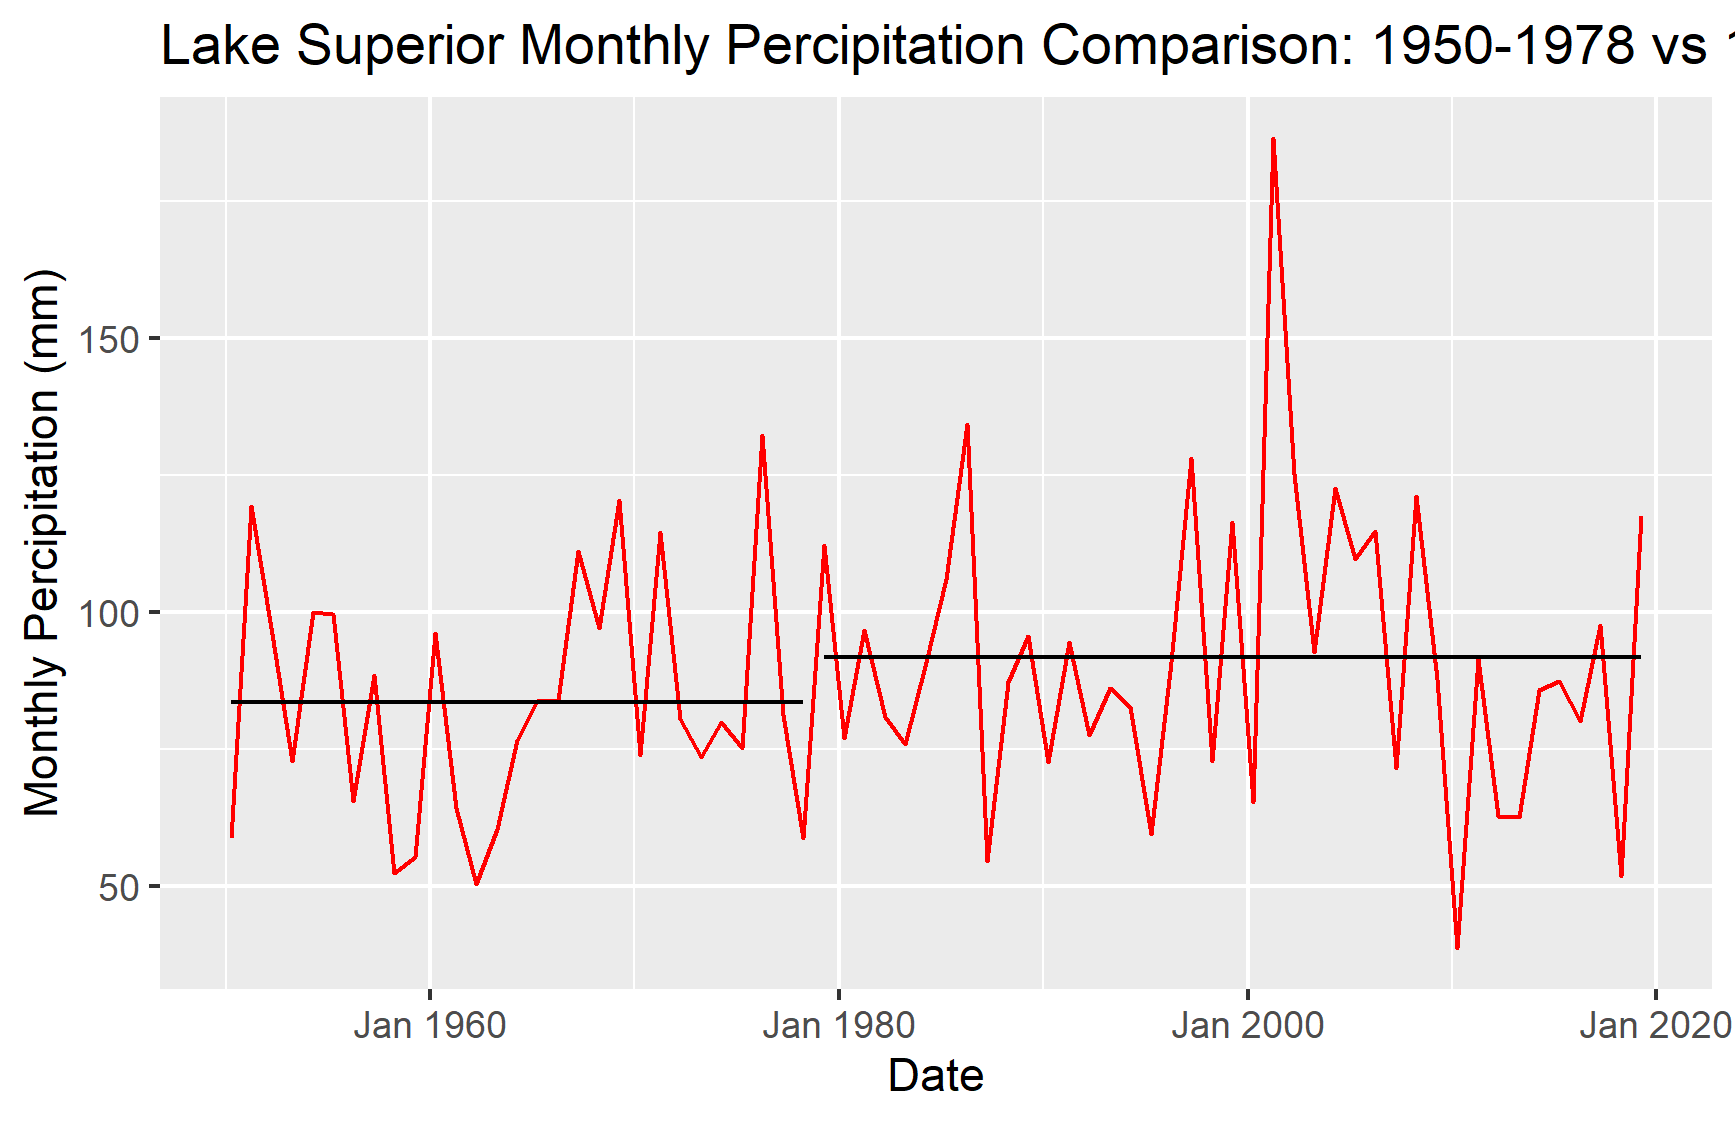 Lake Superior Monthly Percipitation Comparison: 1950-1978 vs 1
Monthly Percipitation (mm)
150
100
50
Jan 1960
Jan 1980
Jan 2000
Jan 2020
Date